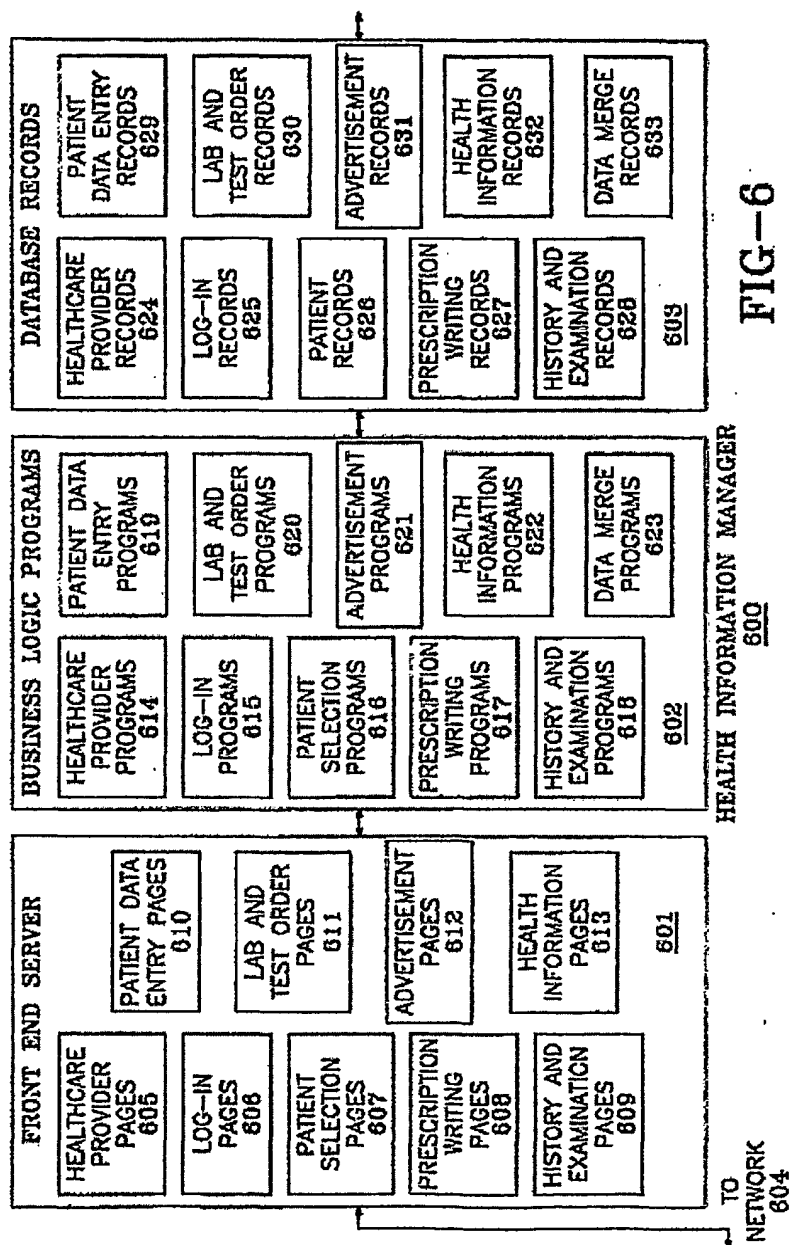 FRONT END SERVER
HEALTHCARE
PROVIDER
PAGES
605
LOG-IN
PAGES
606
PATIENT
SELECTION
PAGES
607
PRESCRIPTION
WRITING
PAGES
608
HISTORY AND
EXAMINATION
PAGES
609
PATIENT DATA
ENTRY PAGES
610
LAB AND
TEST ORDER
PAGES
611
ADVERTISEMENT
PAGES
612
HEALTH
INFORMATION
PAGES
613
601
TO
NETWORK
604
BUSINESS LOGIC PROGRAMS
HEALTHCARE
PROVIDER
PROGRAMS
614
LOG-IN
PROGRAMS
615
PATIENT
SELECTION
PROGRAMS
616
PRESCRIPTION
WRITING
PROGRAMS
617
HISTORY AND
EXAMINATION
PROGRAMS
618
PATIENT DATA
ENTRY
PROGRAMS
619
LAB AND
TEST ORDER
PROGRAMS
620
ADVERTISEMENT
PROGRAMS
621
HEALTH
INFORMATION
PROGRAMS
622
DATA MERGE
PROGRAMS
623
602
HEALTH INFORMATION MANAGER
600
DATABASE RECORDS
HEALTHCARE
PROVIDER
RECORDS
624
LOG-IN
RECORDS
625
PATIENT
RECORDS
626
PRESCRIPTION
WRITING
RECORDS
627
HISTORY AND
EXAMINATION
RECORDS
628
PATIENT
DATA ENTRY
RECORDS
629
LAB AND
TEST ORDER
RECORDS
630
ADVERTISEMENT
RECORDS
631
HEALTH
INFORMATION
RECORDS
632
DATA MERGE
RECORDS
633
603
FIG-6